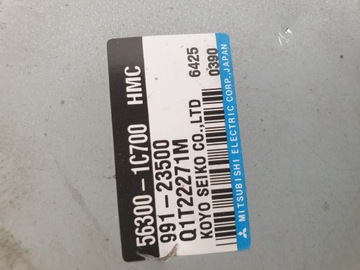 56300-1C700 HMC
991-23500
Q1T22271M
KOYO SEIKO CO.,LTD
6425
0390
MITSUBISHI ELECTRIC CORP.,JAPAN